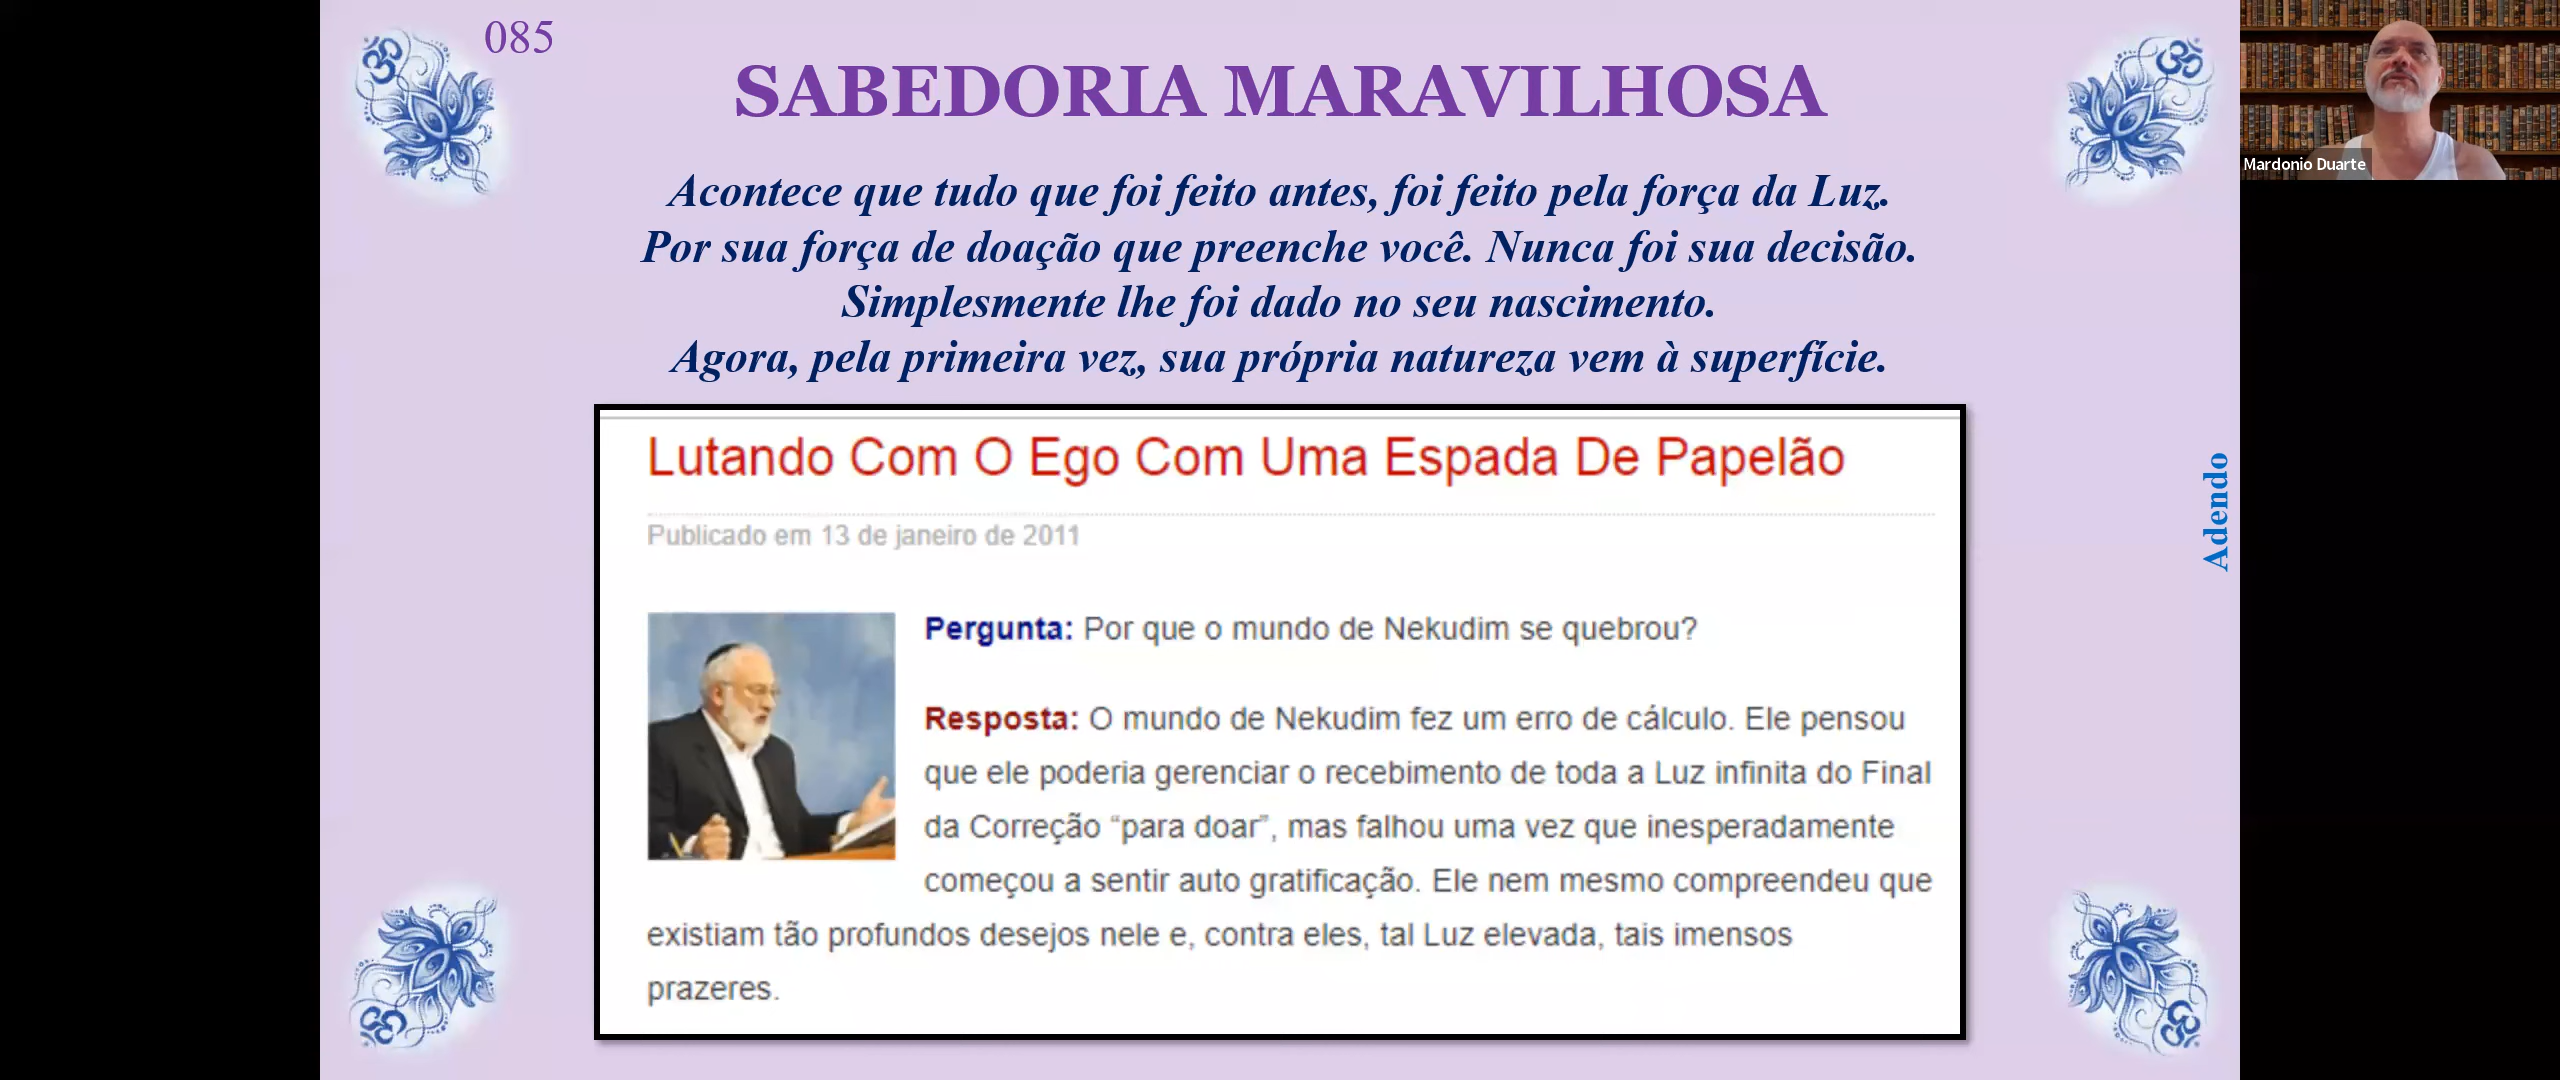 085
SABEDORIA MARAVILHOSA
Acontece que tudo que foi feito antes, foi feito pela força da Luz.
Por sua força de doação que preenche você. Nunca foi sua decisão.
Simplesmente lhe foi dado no seu nascimento.
Agora, pela primeira vez, sua própria natureza vem à superfície.
Lutando Com O Ego Com Uma Espada De Papelão
Publicado em 13 de janeiro de 2011
Pergunta: Por que o mundo de Nekudim se quebrou?
Resposta: O mundo de Nekudim fez um erro de cálculo. Ele pensou
que ele poderia gerenciar o recebimento de toda a Luz infinita do Final
da Correção “para doar”, mas falhou uma vez que inesperadamente
começou a sentir auto gratificação. Ele nem mesmo compreendeu que
existiam tão profundos desejos nele e, contra eles, tal Luz elevada, tais imensos
prazeres.
Adendo
Mardonio Duarte